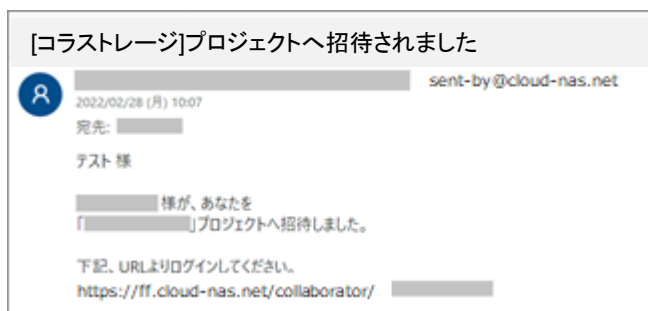 [コラストレージ]プロジェクトへ招待されました
sent-by@cloud-nas.net
2022/02/28 (月) 10:07
宛先:
テスト 様
様が、あなたを
「」プロジェクトへ招待しました。
下記、URLよりログインしてください。
https://ff.cloud-nas.net/collaborator/